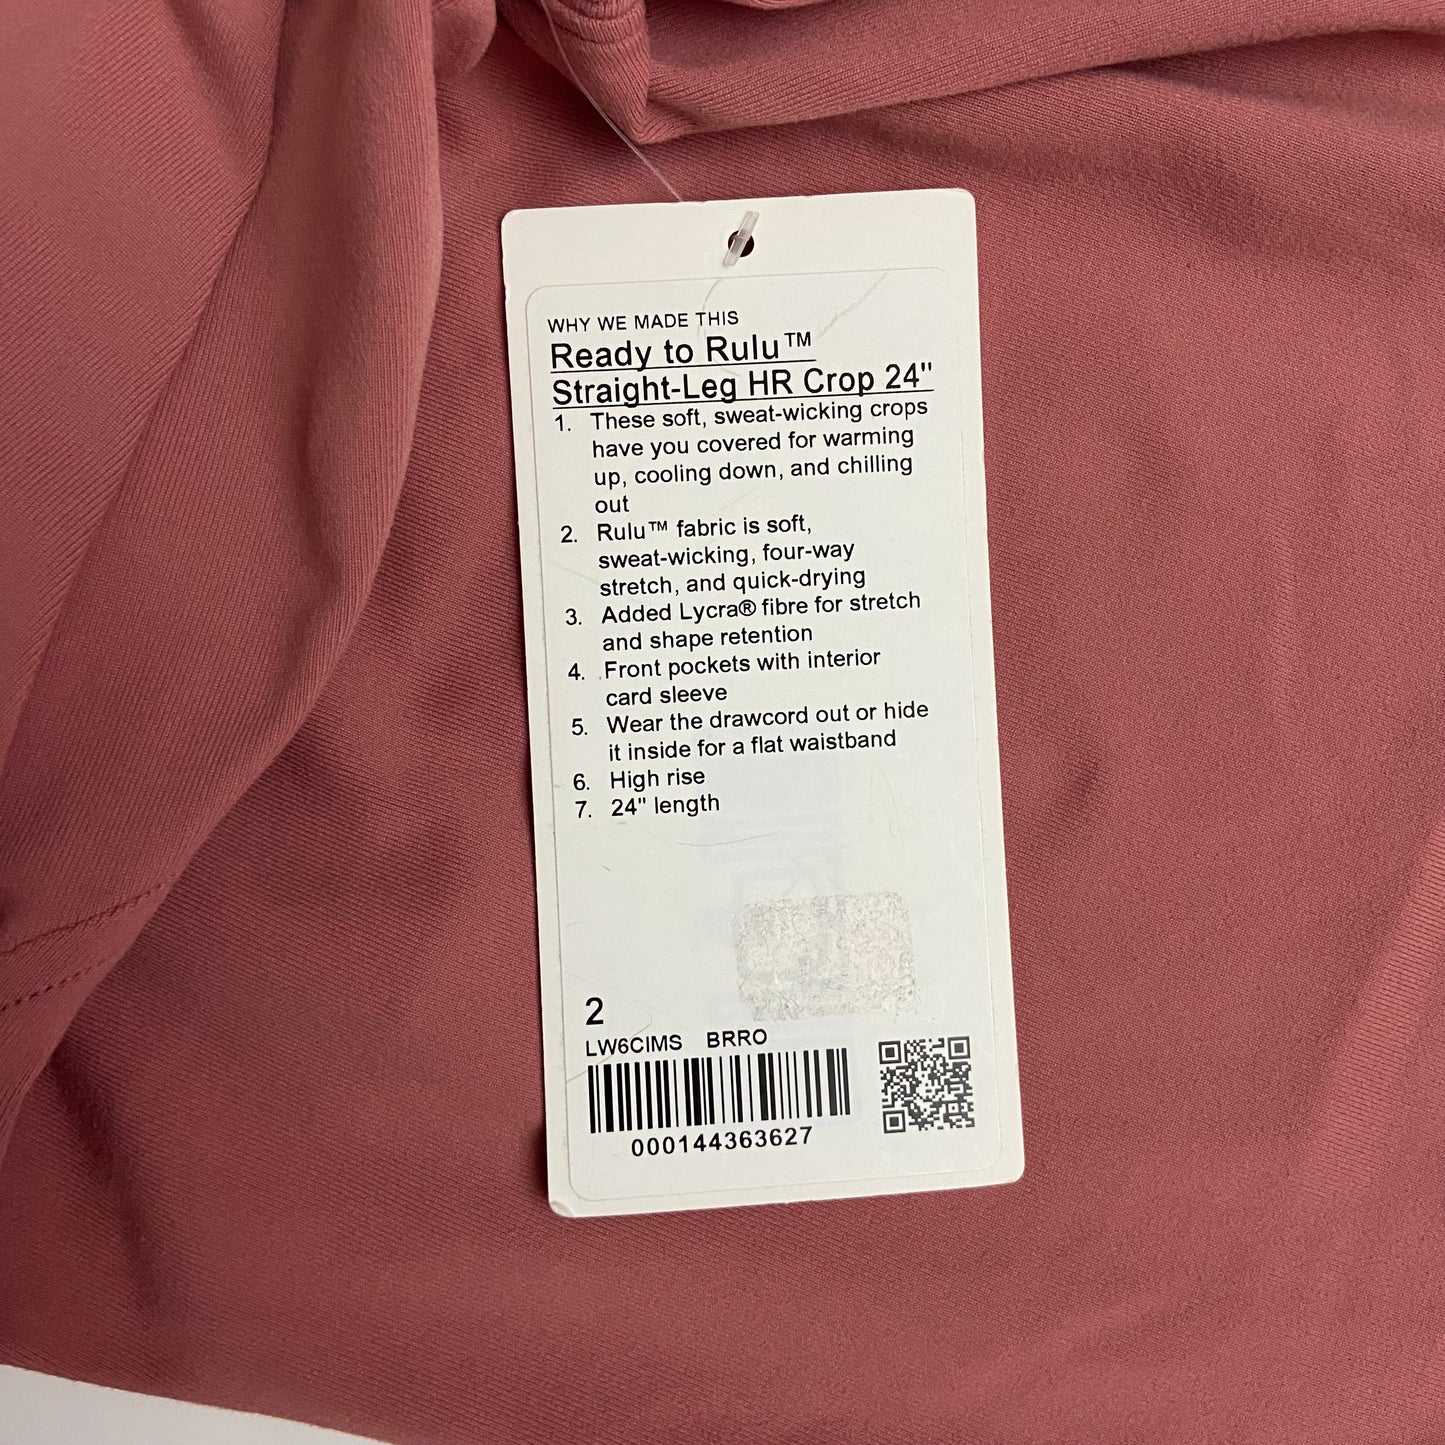 WHY WE MADE THIS
Ready to Rulu™
Straight-Leg HR Crop 24"
1. These soft, sweat-wicking crops
have you covered for warming
up, cooling down, and chilling
out
2. Rulu™ fabric is soft,
sweat-wicking, four-way
stretch, and quick-drying
3. Added Lycra® fibre for stretch
and shape retention
4. Front pockets with interior
card sleeve
5. Wear the drawcord out or hide
it inside for a flat waistband
6. High rise
7. 24" length
2
LW6CIMS BRRO
000144363627